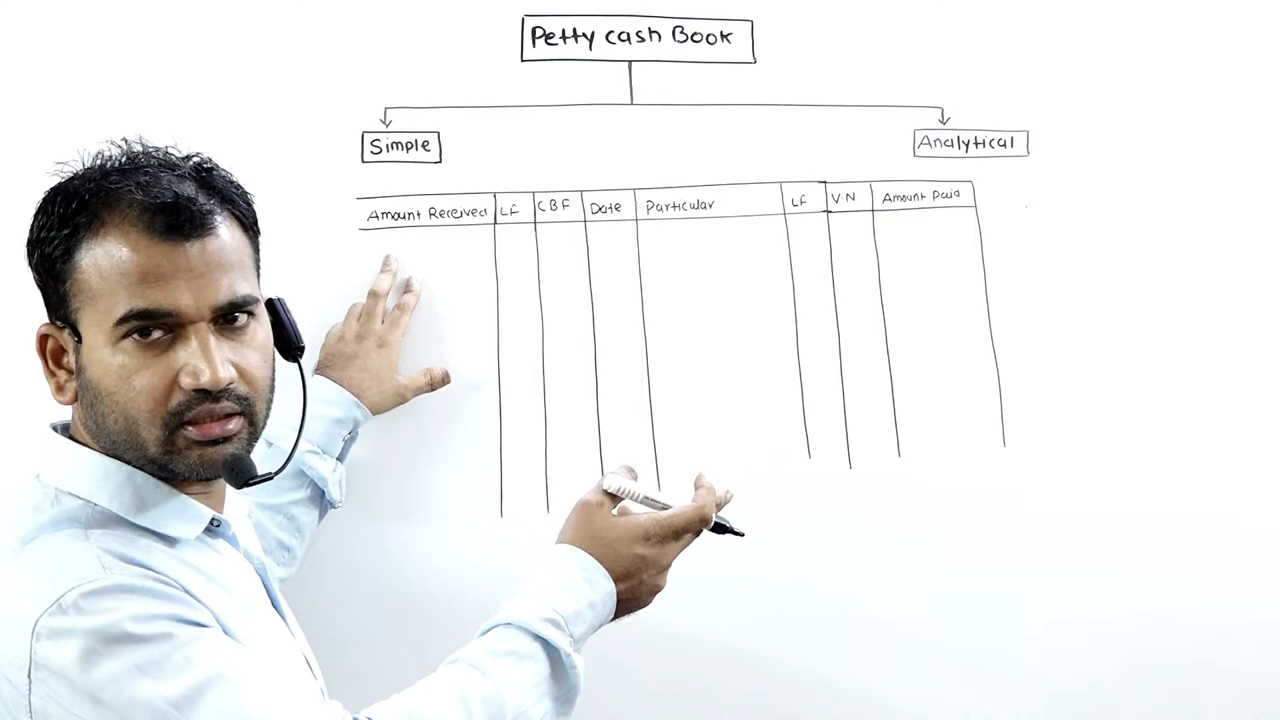 Petty cash Book
Simple
Analytical
Amount Received LF CBF Date Particular LF V.N Amount Paid